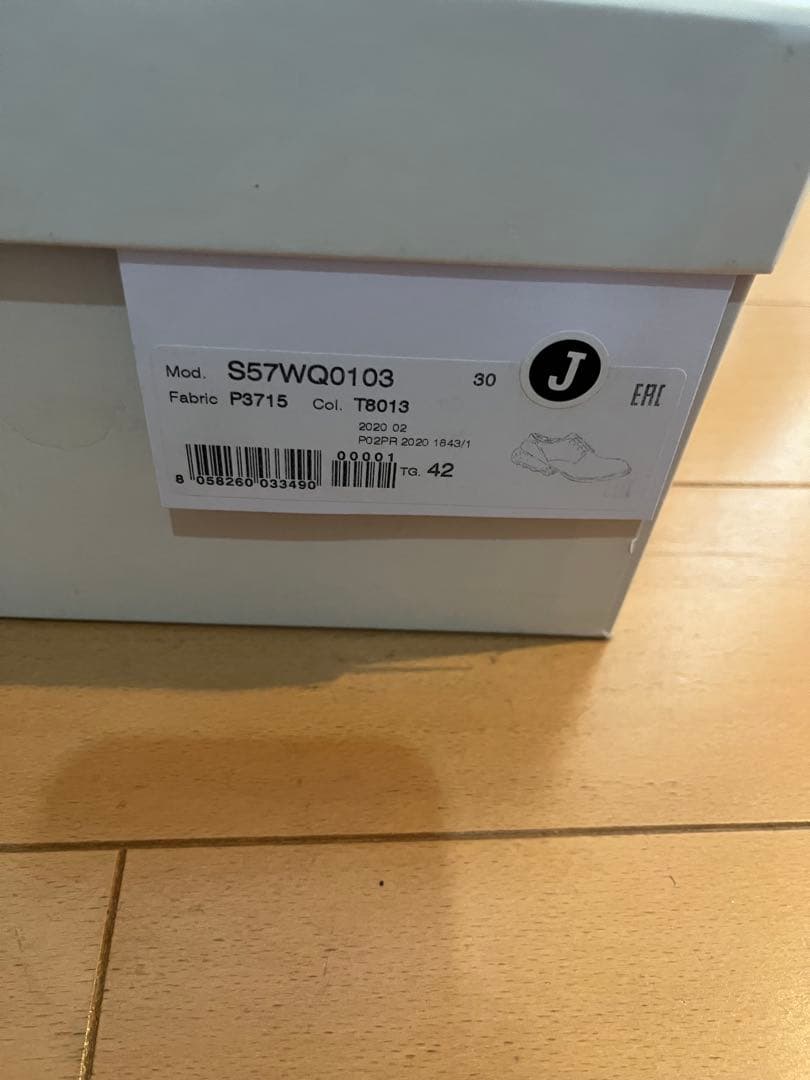 Mod. S57WQ0103 30
J
EAC
Fabric P3715 Col. T8013
2020 02
P02PR 2020 1843/1
00001
TG. 42
8 058260 033490